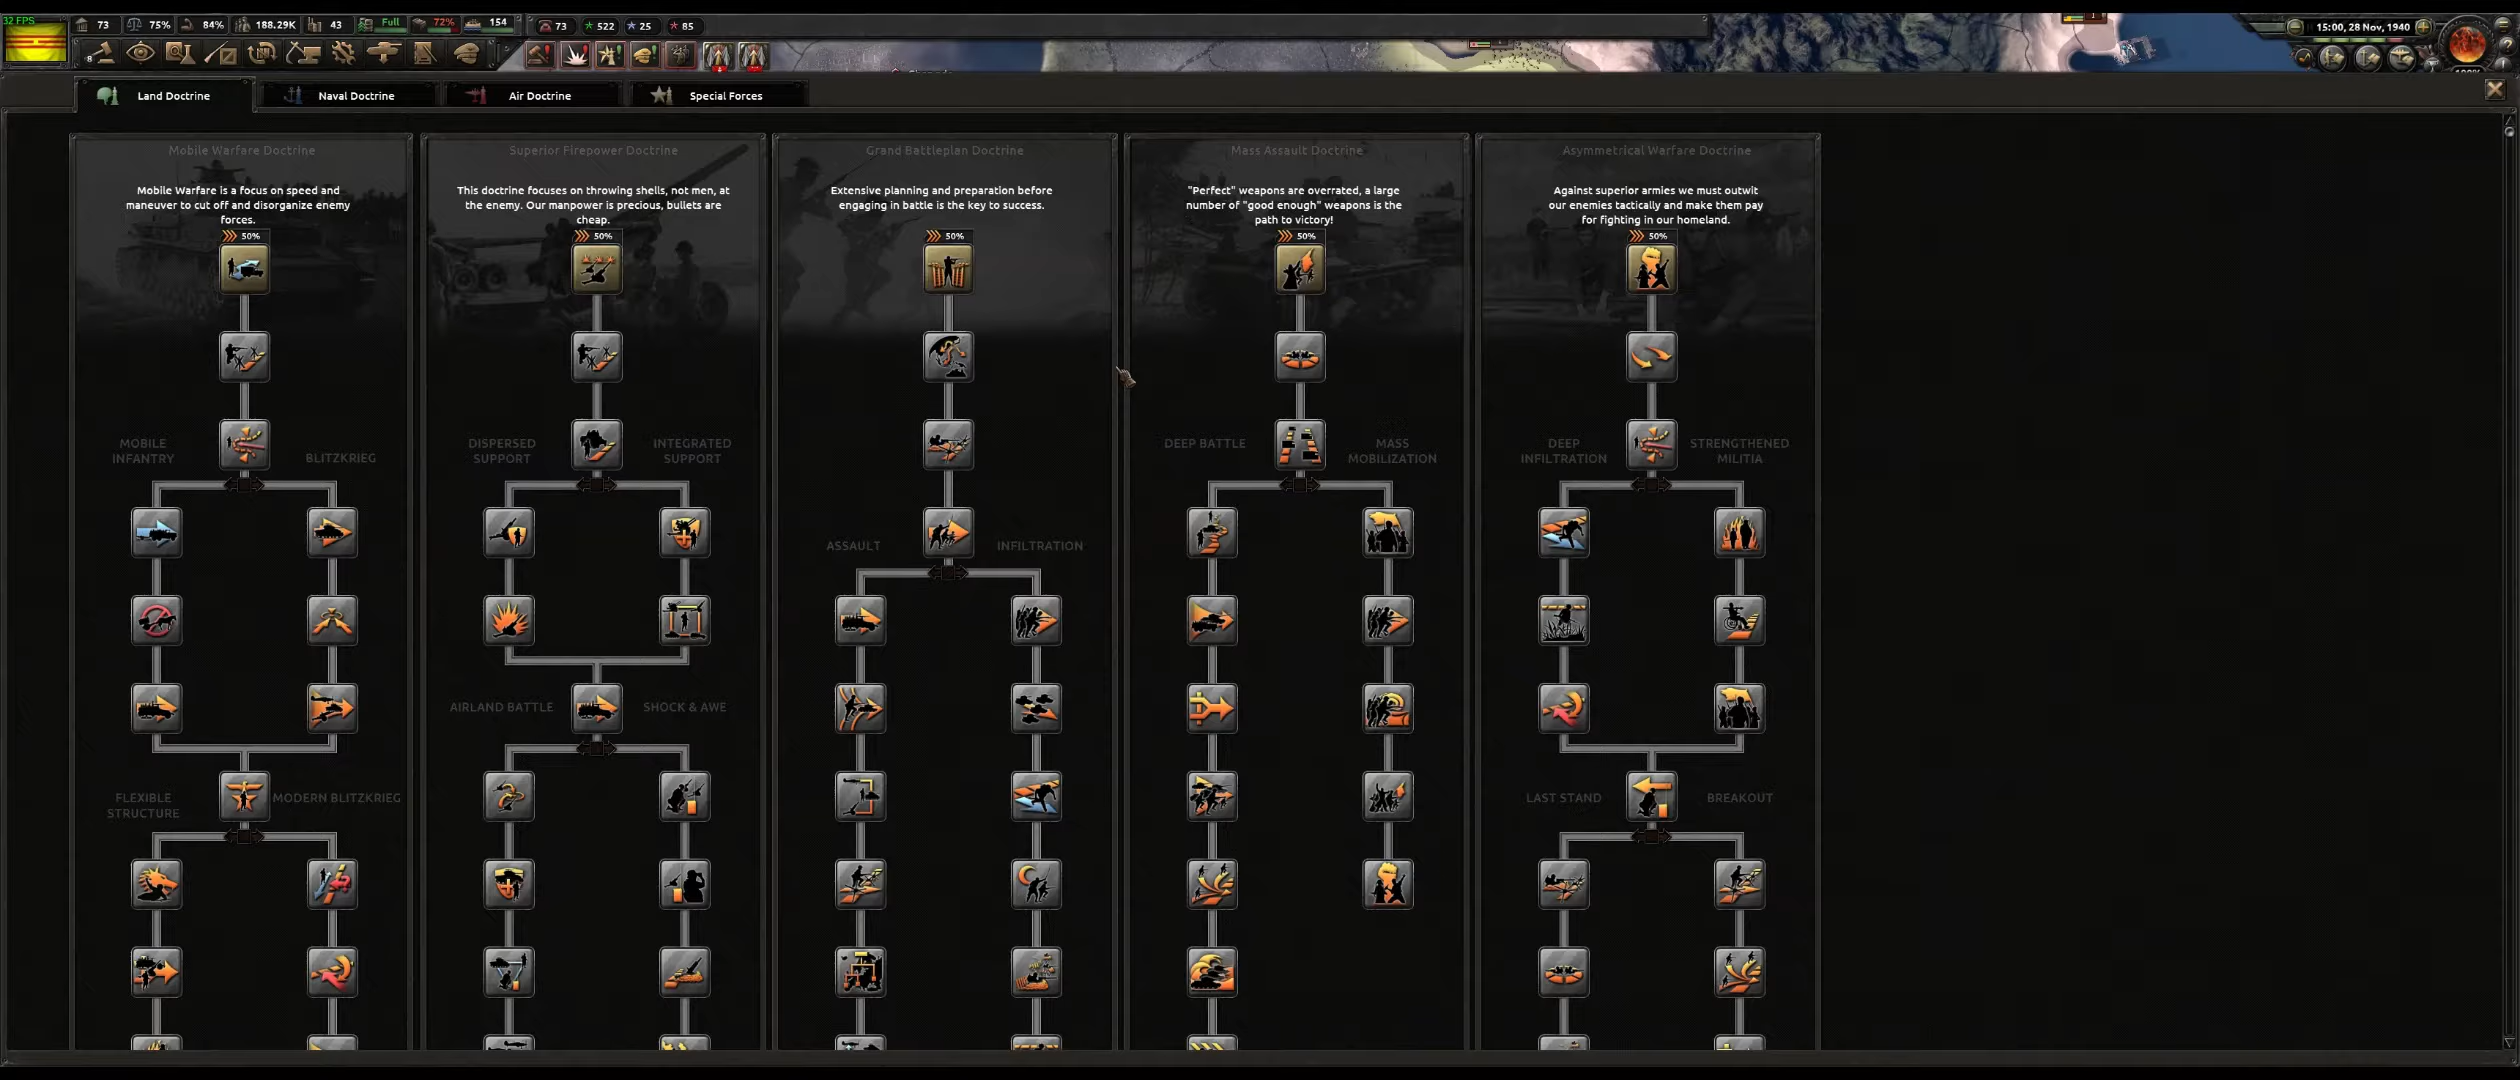 32 FPS
73 75% 84% 188.29K 43 Full 72% 154 73 522 25 85
15:00, 28 Nov, 1940
8
Land Doctrine Naval Doctrine Air Doctrine Special Forces
Mobile Warfare Doctrine
Mobile Warfare is a focus on speed and
maneuver to cut off and disorganize enemy
forces.
50%
MOBILE
INFANTRY
BLITZKRIEG
FLEXIBLE
STRUCTURE
MODERN BLITZKRIEG
Superior Firepower Doctrine
This doctrine focuses on throwing shells, not men, at
the enemy. Our manpower is precious, bullets are
cheap.
50%
DISPERSED
SUPPORT
INTEGRATED
SUPPORT
AIRLAND BATTLE
SHOCK & AWE
Grand Battleplan Doctrine
Extensive planning and preparation before
engaging in battle is the key to success.
50%
ASSAULT
INFILTRATION
Mass Assault Doctrine
"Perfect" weapons are overrated, a large
number of "good enough" weapons is the
path to victory!
50%
DEEP BATTLE
MASS
MOBILIZATION
Asymmetrical Warfare Doctrine
Against superior armies we must outwit
our enemies tactically and make them pay
for fighting in our homeland.
50%
DEEP
INFILTRATION
STRENGTHENED
MILITIA
LAST STAND
BREAKOUT